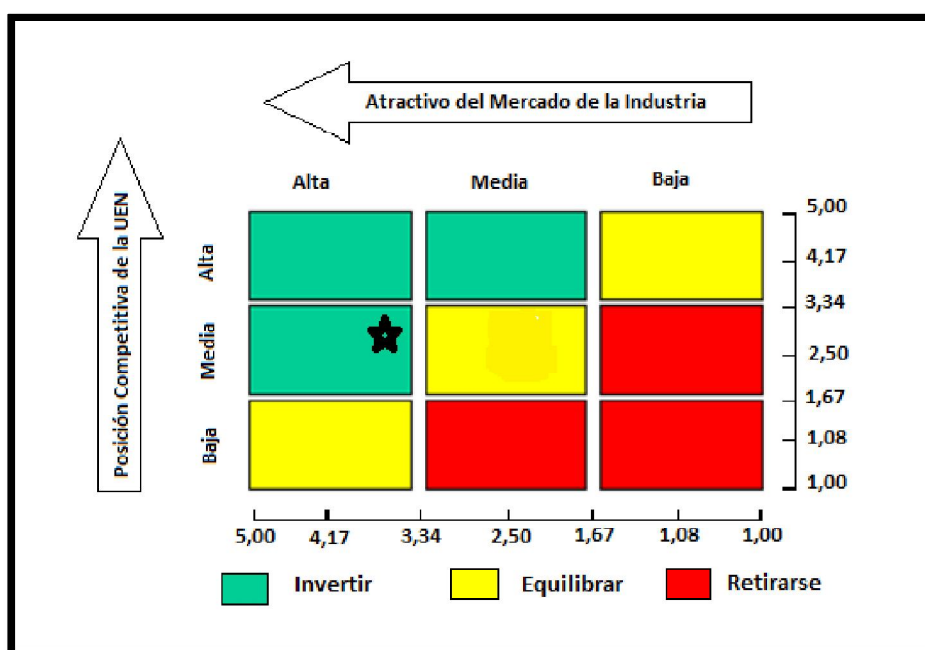 Atractivo del Mercado de la Industria
Posición Competitiva de la UEN
Alta Media Baja
Alta
Media
Baja
5,00
4,17
3,34
2,50
1,67
1,08
1,00
5,00 4,17 3,34 2,50 1,67 1,08 1,00
Invertir Equilibrar Retirarse